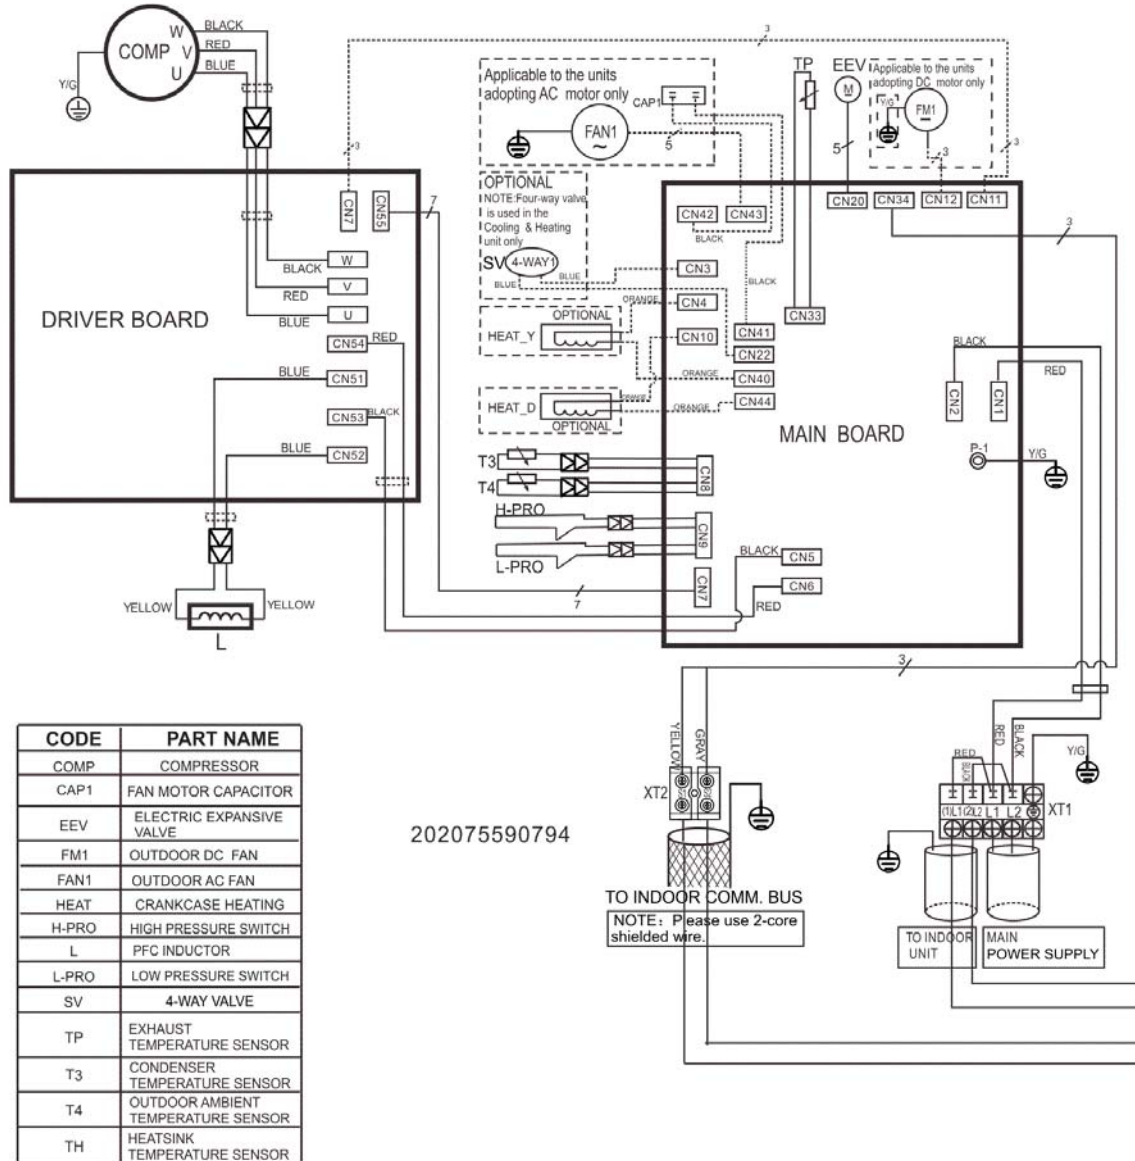 BLACK
W
COMP
V
RED
U
BLUE
Y/G
3
Applicable to the units
adopting AC motor only
CAP1
FAN1
~
5
TP
EEV
M
5
Applicable to the units
adopting DC motor only
Y/G
FM1
3
3
3
DRIVER BOARD
CN7
CN55
7
BLACK
W
RED
V
BLUE
U
CN54
RED
BLUE
CN51
CN53
BLACK
BLUE
CN52
YELLOW
YELLOW
L
OPTIONAL
NOTE:Four-way valve
is used in the
Cooling & Heating
unit only
SV
4-WAY1
BLUE
BLUE
OPTIONAL
HEAT_Y
ORANGE
HEAT_D
OPTIONAL
ORANGE
ORANGE
ORANGE
T3
T4
H-PRO
L-PRO
7
CN42
CN43
BLACK
CN20
CN34
CN12
CN11
3
CN3
CN4
CN10
BLACK
CN33
CN41
CN22
CN40
CN44
MAIN BOARD
BLACK
RED
CN2
CN1
P-1
Y/G
CN8
CN9
CN7
BLACK
CN5
CN6
RED
3
YELLOW
GRAY
XT2
TO INDOOR COMM. BUS
NOTE: Please use 2-core
shielded wire.
RED
BLACK
RED
BLACK
Y/G
(1)L1
(2)L2
L1
L2
XT1
TO INDOOR
UNIT
MAIN
POWER SUPPLY
202075590794
CODE PART NAME
COMP COMPRESSOR
CAP1 FAN MOTOR CAPACITOR
EEV ELECTRIC EXPANSIVE
VALVE
FM1 OUTDOOR DC FAN
FAN1 OUTDOOR AC FAN
HEAT CRANKCASE HEATING
H-PRO HIGH PRESSURE SWITCH
L PFC INDUCTOR
L-PRO LOW PRESSURE SWITCH
SV 4-WAY VALVE
TP EXHAUST
TEMPERATURE SENSOR
T3 CONDENSER
TEMPERATURE SENSOR
T4 OUTDOOR AMBIENT
TEMPERATURE SENSOR
TH HEATSINK
TEMPERATURE SENSOR